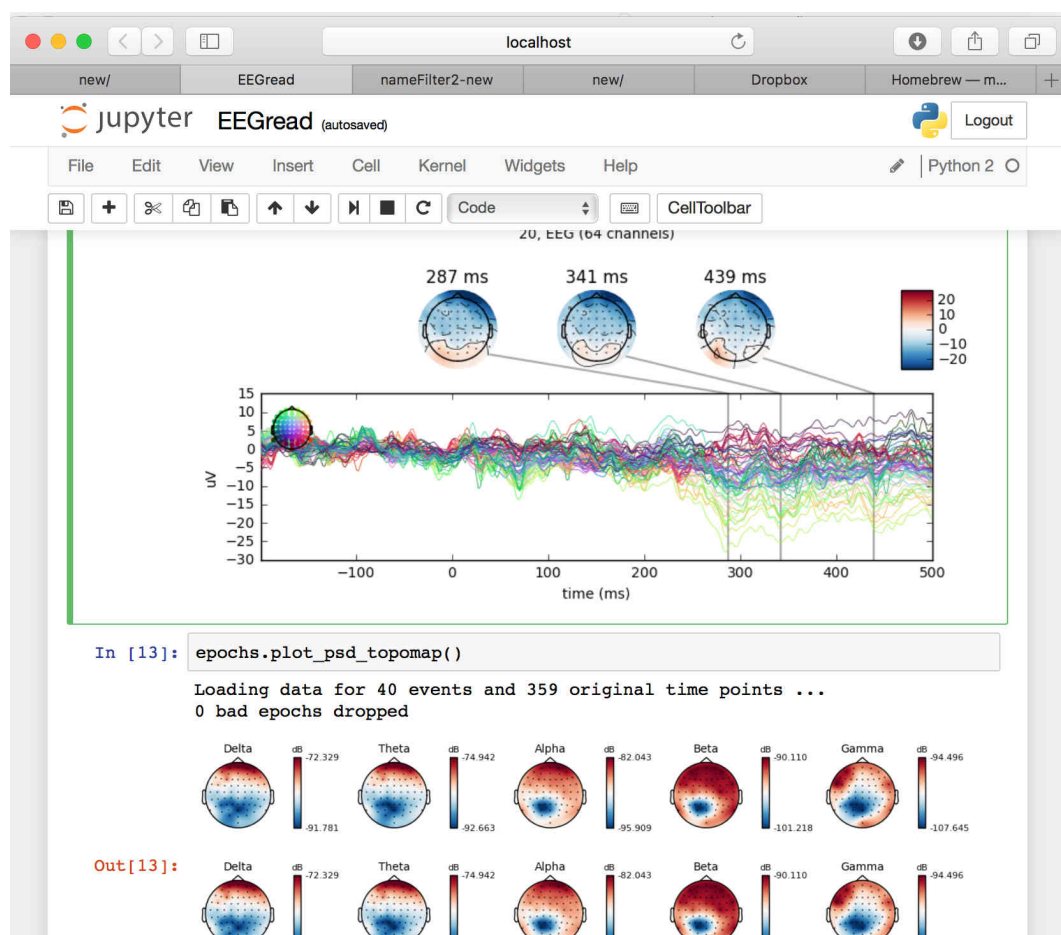 localhost
new/ EEGread nameFilter2-new new/ Dropbox Homebrew — m...
jupyter EEGread (autosaved) Logout
File Edit View Insert Cell Kernel Widgets Help Python 2
Code CellToolbar
20, EEG (64 channels)
287 ms 341 ms 439 ms
20
10
0
−10
−20
15
10
5
0
−5
−10
−15
−20
−25
−30
uV
−100 0 100 200 300 400 500
time (ms)
In [13]: epochs.plot_psd_topomap()
Loading data for 40 events and 359 original time points ...
0 bad epochs dropped
Delta dB -72.329 Theta dB -74.942 Alpha dB -82.043 Beta dB -90.110 Gamma dB -94.496
-91.781 -92.663 -95.909 -101.218 -107.645
Out[13]: Delta dB -72.329 Theta dB -74.942 Alpha dB -82.043 Beta dB -90.110 Gamma dB -94.496